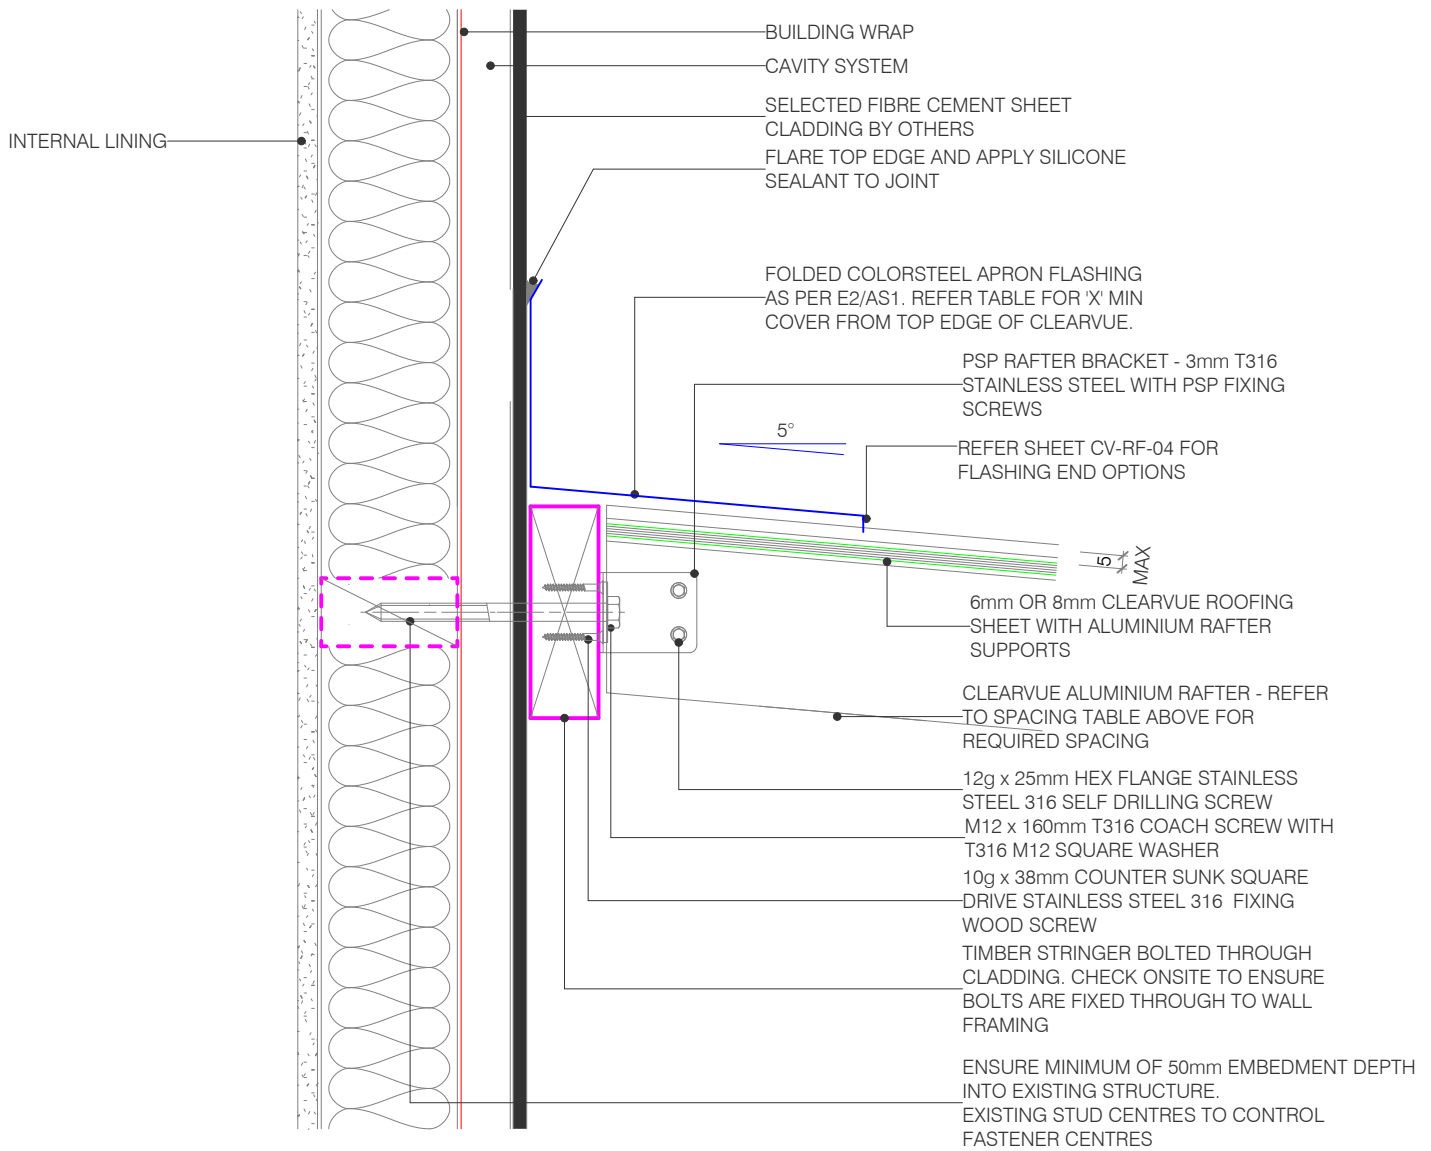 BUILDING WRAP
CAVITY SYSTEM
SELECTED FIBRE CEMENT SHEET
CLADDING BY OTHERS
INTERNAL LINING
FLARE TOP EDGE AND APPLY SILICONE
SEALANT TO JOINT
FOLDED COLORSTEEL APRON FLASHING
AS PER E2/AS1. REFER TABLE FOR 'X' MIN
COVER FROM TOP EDGE OF CLEARVUE.
PSP RAFTER BRACKET - 3mm T316
STAINLESS STEEL WITH PSP FIXING
SCREWS
5°
REFER SHEET CV-RF-04 FOR
FLASHING END OPTIONS
5
MAX
6mm OR 8mm CLEARVUE ROOFING
SHEET WITH ALUMINIUM RAFTER
SUPPORTS
CLEARVUE ALUMINIUM RAFTER - REFER
TO SPACING TABLE ABOVE FOR
REQUIRED SPACING
12g x 25mm HEX FLANGE STAINLESS
STEEL 316 SELF DRILLING SCREW
M12 x 160mm T316 COACH SCREW WITH
T316 M12 SQUARE WASHER
10g x 38mm COUNTER SUNK SQUARE
DRIVE STAINLESS STEEL 316 FIXING
WOOD SCREW
TIMBER STRINGER BOLTED THROUGH
CLADDING. CHECK ONSITE TO ENSURE
BOLTS ARE FIXED THROUGH TO WALL
FRAMING
ENSURE MINIMUM OF 50mm EMBEDMENT DEPTH
INTO EXISTING STRUCTURE.
EXISTING STUD CENTRES TO CONTROL
FASTENER CENTRES